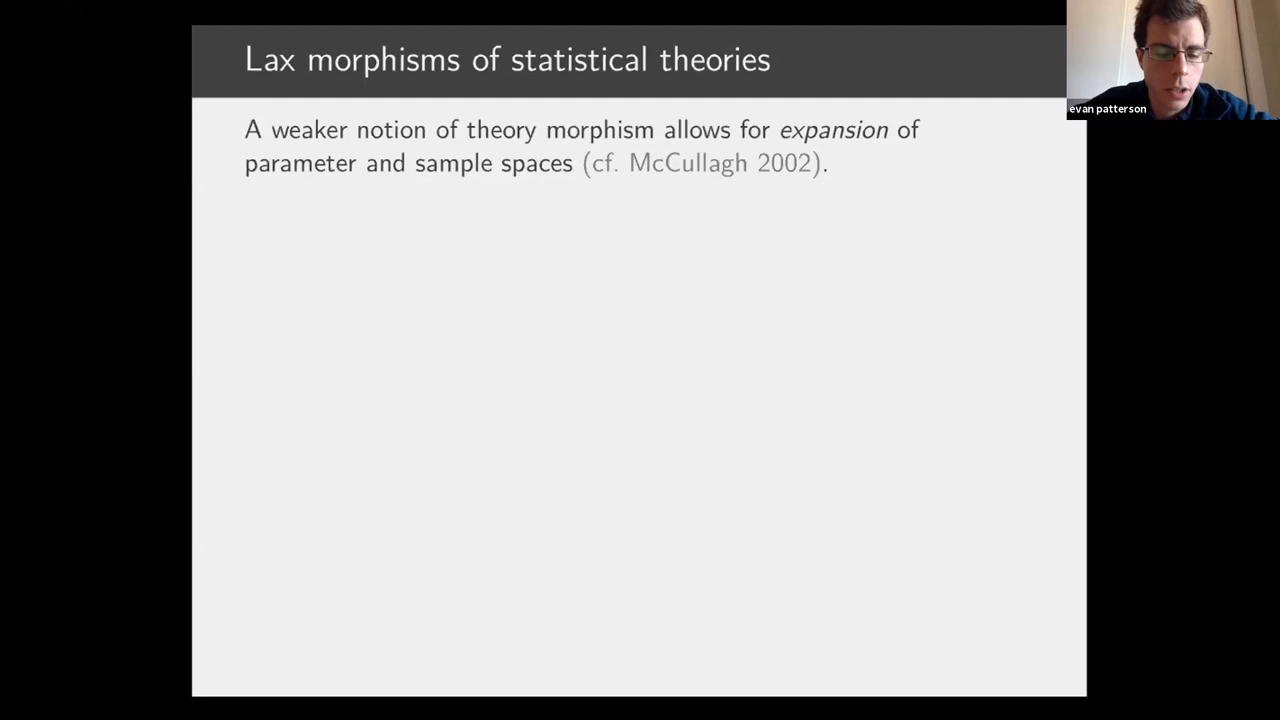 Lax morphisms of statistical theories
evan patterson
A weaker notion of theory morphism allows for expansion of
parameter and sample spaces (cf. McCullagh 2002).